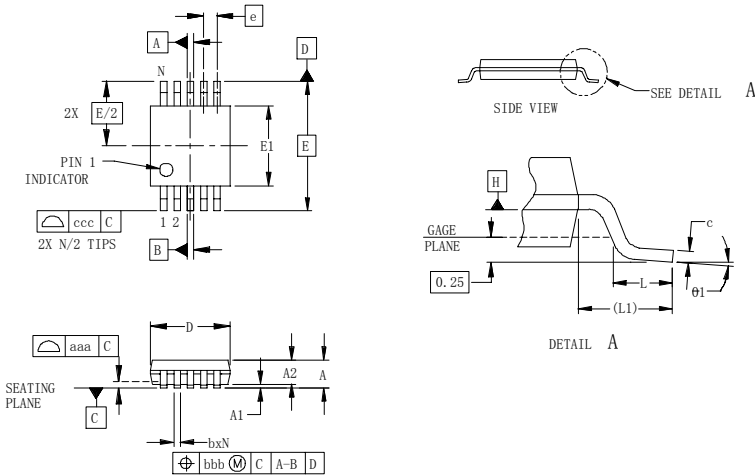 A
e
D
N
2X E/2
E1
E
PIN 1
INDICATOR
1 2
ccc C
2X N/2 TIPS
B
SIDE VIEW
SEE DETAIL A
H
GAGE
PLANE
0.25
c
L
(L1)
θ1
DETAIL A
D
aaa C
SEATING
PLANE
C
A2
A
A1
bxN
bbb Ⓜ C A-B D